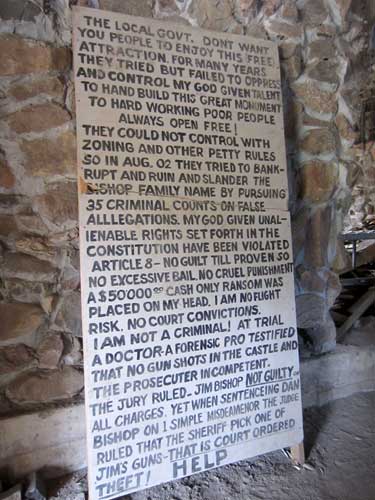 THE LOCAL GOVT. DONT WANT
YOU PEOPLE TO ENJOY THIS FREE
ATTRACTION. FOR MANY YEARS
THEY TRIED BUT FAILED TO OPPRESS
AND CONTROL MY GOD GIVEN TALENT
TO HAND BUILD THIS GREAT MONUMENT
TO HARD WORKING POOR PEOPLE
ALWAYS OPEN FREE!
THEY COULD NOT CONTROL WITH
ZONING AND OTHER PETTY RULES
SO IN AUG. 02 THEY TRIED TO BANK-
RUPT AND RUIN AND SLANDER THE
BISHOP FAMILY NAME BY PURSUING
35 CRIMINAL COUNTS ON FALSE
ALLLEGATIONS. MY GOD GIVEN UNAL-
IENABLE RIGHTS SET FORTH IN THE
CONSTITUTION HAVE BEEN VIOLATED
ARTICLE 8- NO GUILT TILL PROVEN SO
NO EXCESSIVE BAIL, NO CRUEL PUNISHMENT
A $50'000 00 CASH ONLY RANSOM WAS
PLACED ON MY HEAD. I AM NO FLIGHT
RISK, NO COURT CONVICTIONS.
I AM NOT A CRIMINAL! AT TRIAL
A DOCTOR-A FORENSIC PRO TESTIFIED
THAT NO GUN SHOTS IN THE CASTLE AND
THE PROSECUTER INCOMPETENT.
THE JURY RULED... JIM BISHOP NOT GUILTY ON
ALL CHARGES. YET WHEN SENTENCING DAN
BISHOP ON 1 SIMPLE MISDEAMENOR THE JUDGE
RULED THAT THE SHERIFF PICK ONE OF
JIM'S GUNS-THAT IS COURT ORDERED
THEFT! HELP